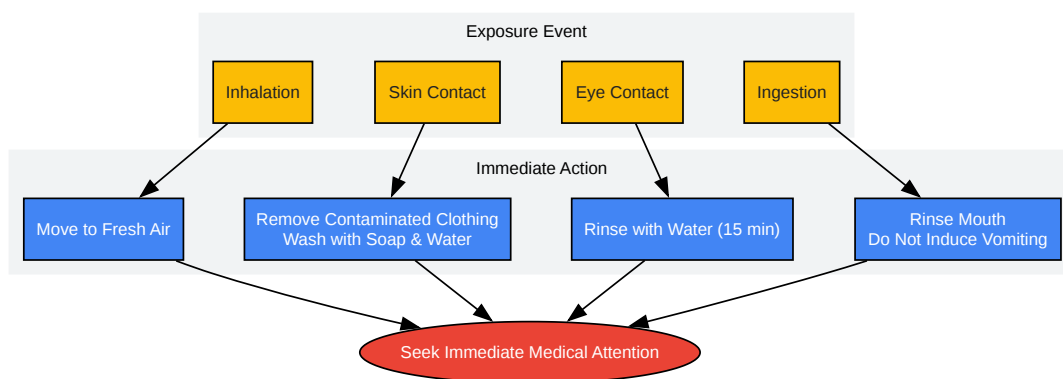 Exposure Event
Inhalation
Skin Contact
Eye Contact
Ingestion
Immediate Action
Move to Fresh Air
Remove Contaminated Clothing
Wash with Soap & Water
Rinse with Water (15 min)
Rinse Mouth
Do Not Induce Vomiting
Seek Immediate Medical Attention